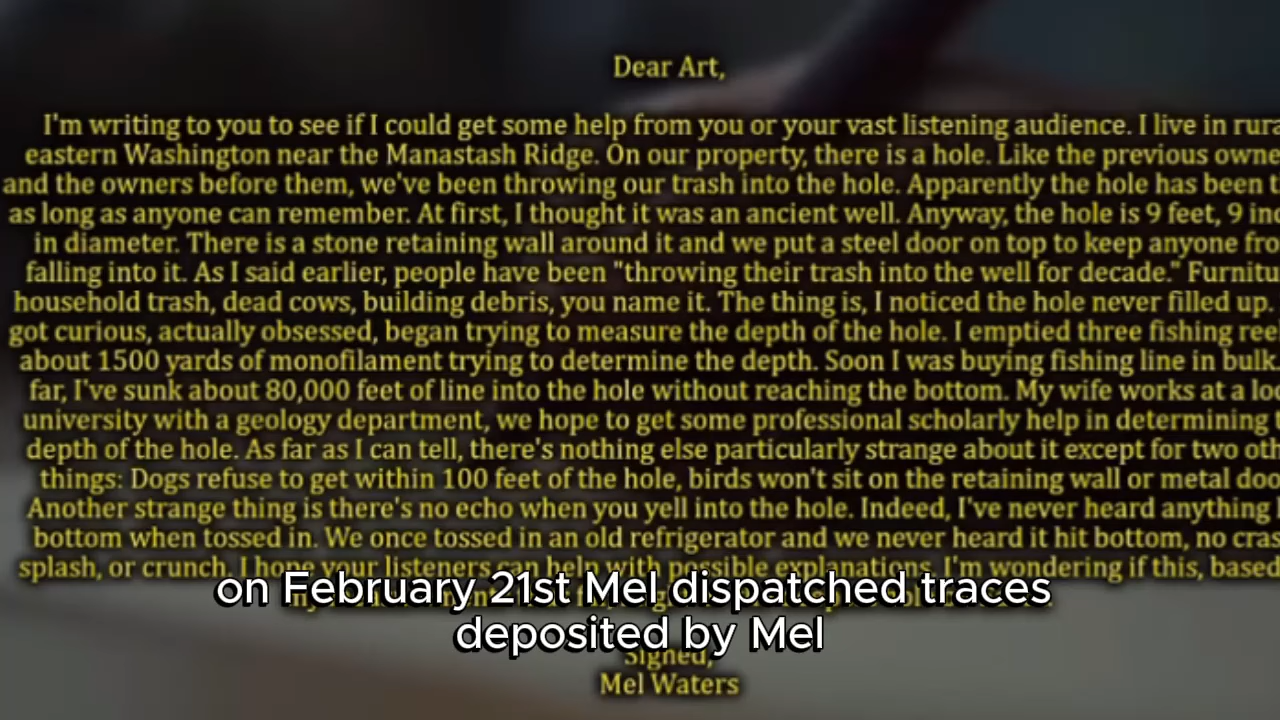 Dear Art,
I'm writing to you to see if I could get some help from you or your vast listening audience. I live in
eastern Washington near the Manastash Ridge. On our property, there is a hole. Like the previous
and the owners before them, we've been throwing our trash into the hole. Apparently the hole has been
as long as anyone can remember. At first, I thought it was an ancient well. Anyway, the hole is 9 feet, 9
in diameter. There is a stone retaining wall around it and we put a steel door on top to keep anyone
falling into it. As I said earlier, people have been "throwing their trash into the well for decade."
household trash, dead cows, building debris, you name it. The thing is, I noticed the hole never filled up.
got curious, actually obsessed, began trying to measure the depth of the hole. I emptied three fishing
about 1500 yards of monofilament trying to determine the depth. Soon I was buying fishing line in bulk.
far, I've sunk about 80,000 feet of line into the hole without reaching the bottom. My wife works at a
university with a geology department, we hope to get some professional scholarly help in determining
depth of the hole. As far as I can tell, there's nothing else particularly strange about it except for two
things: Dogs refuse to get within 100 feet of the hole, birds won't sit on the retaining wall or metal
Another strange thing is there's no echo when you yell into the hole. Indeed, I've never heard anything
bottom when tossed in. We once tossed in an old refrigerator and we never heard it hit bottom, no
splash, or crunch. I hope your listeners can help with possible explanations. I'm wondering if this, based
on February 21st Mel dispatched traces
deposited by Mel
Signed,
Mel Waters